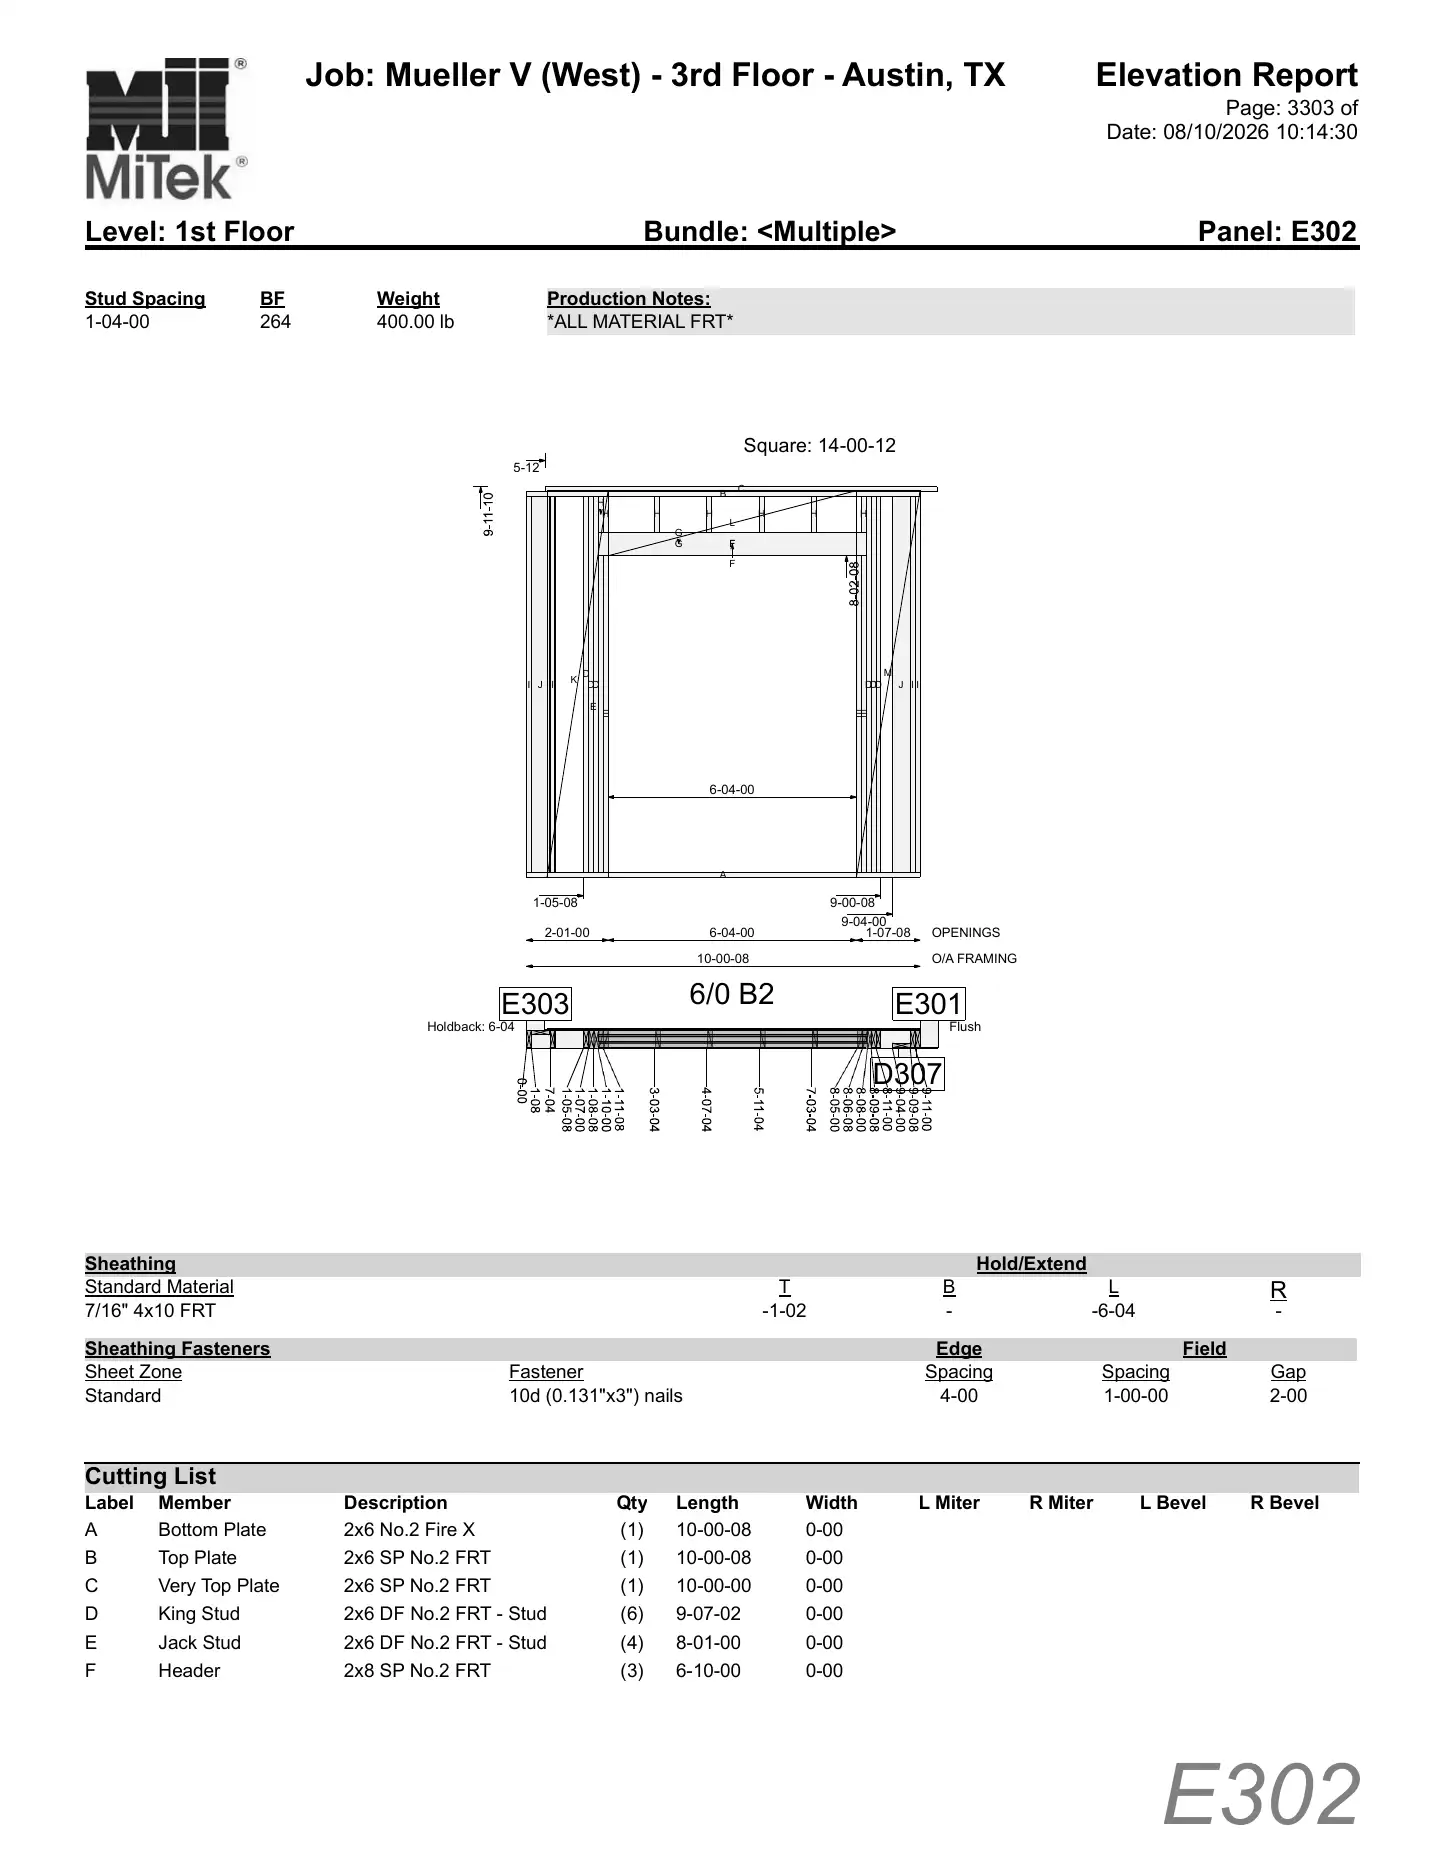 Job: Mueller V (West) - 3rd Floor - Austin, TX
Elevation Report
Page: 3303 of
Date: 08/10/2026 10:14:30
MiTek®
Level: 1st Floor Bundle: <Multiple> Panel: E302
Stud Spacing BF Weight Production Notes:
1-04-00 264 400.00 lb *ALL MATERIAL FRT*
Square: 14-00-12
5-12
9-11-10
C
B
L
G
G
F
F
8-02-08
I J I K D
E
M
J I I
6-04-00
A
1-05-08 9-00-08
9-04-00
2-01-00 6-04-00 1-07-08 OPENINGS
10-00-08 O/A FRAMING
E303 6/0 B2 E301
Holdback: 6-04 Flush
D307
0-00 1-08 7-04 1-05-08 1-07-00 1-08-08 1-10-00 1-11-08 3-03-04 4-07-04 5-11-04 7-03-04 8-05-00 8-06-08 8-08-00 8-09-08 8-11-00 9-04-00 9-09-08 9-11-00
Sheathing Hold/Extend
Standard Material T B L R
7/16" 4x10 FRT -1-02 - -6-04 -
Sheathing Fasteners Edge Field
Sheet Zone Fastener Spacing Spacing Gap
Standard 10d (0.131"x3") nails 4-00 1-00-00 2-00
Cutting List
Label Member Description Qty Length Width L Miter R Miter L Bevel R Bevel
A Bottom Plate 2x6 No.2 Fire X (1) 10-00-08 0-00
B Top Plate 2x6 SP No.2 FRT (1) 10-00-08 0-00
C Very Top Plate 2x6 SP No.2 FRT (1) 10-00-00 0-00
D King Stud 2x6 DF No.2 FRT - Stud (6) 9-07-02 0-00
E Jack Stud 2x6 DF No.2 FRT - Stud (4) 8-01-00 0-00
F Header 2x8 SP No.2 FRT (3) 6-10-00 0-00
E302